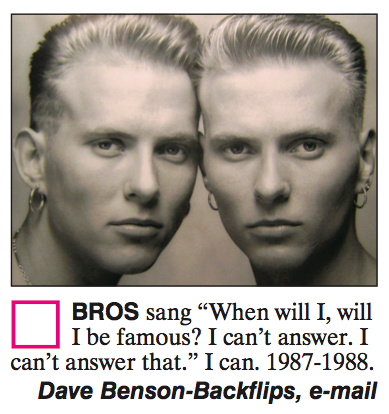 BROS sang “When will I, will
I be famous? I can’t answer. I
can’t answer that.” I can. 1987-1988.
Dave Benson-Backflips, e-mail